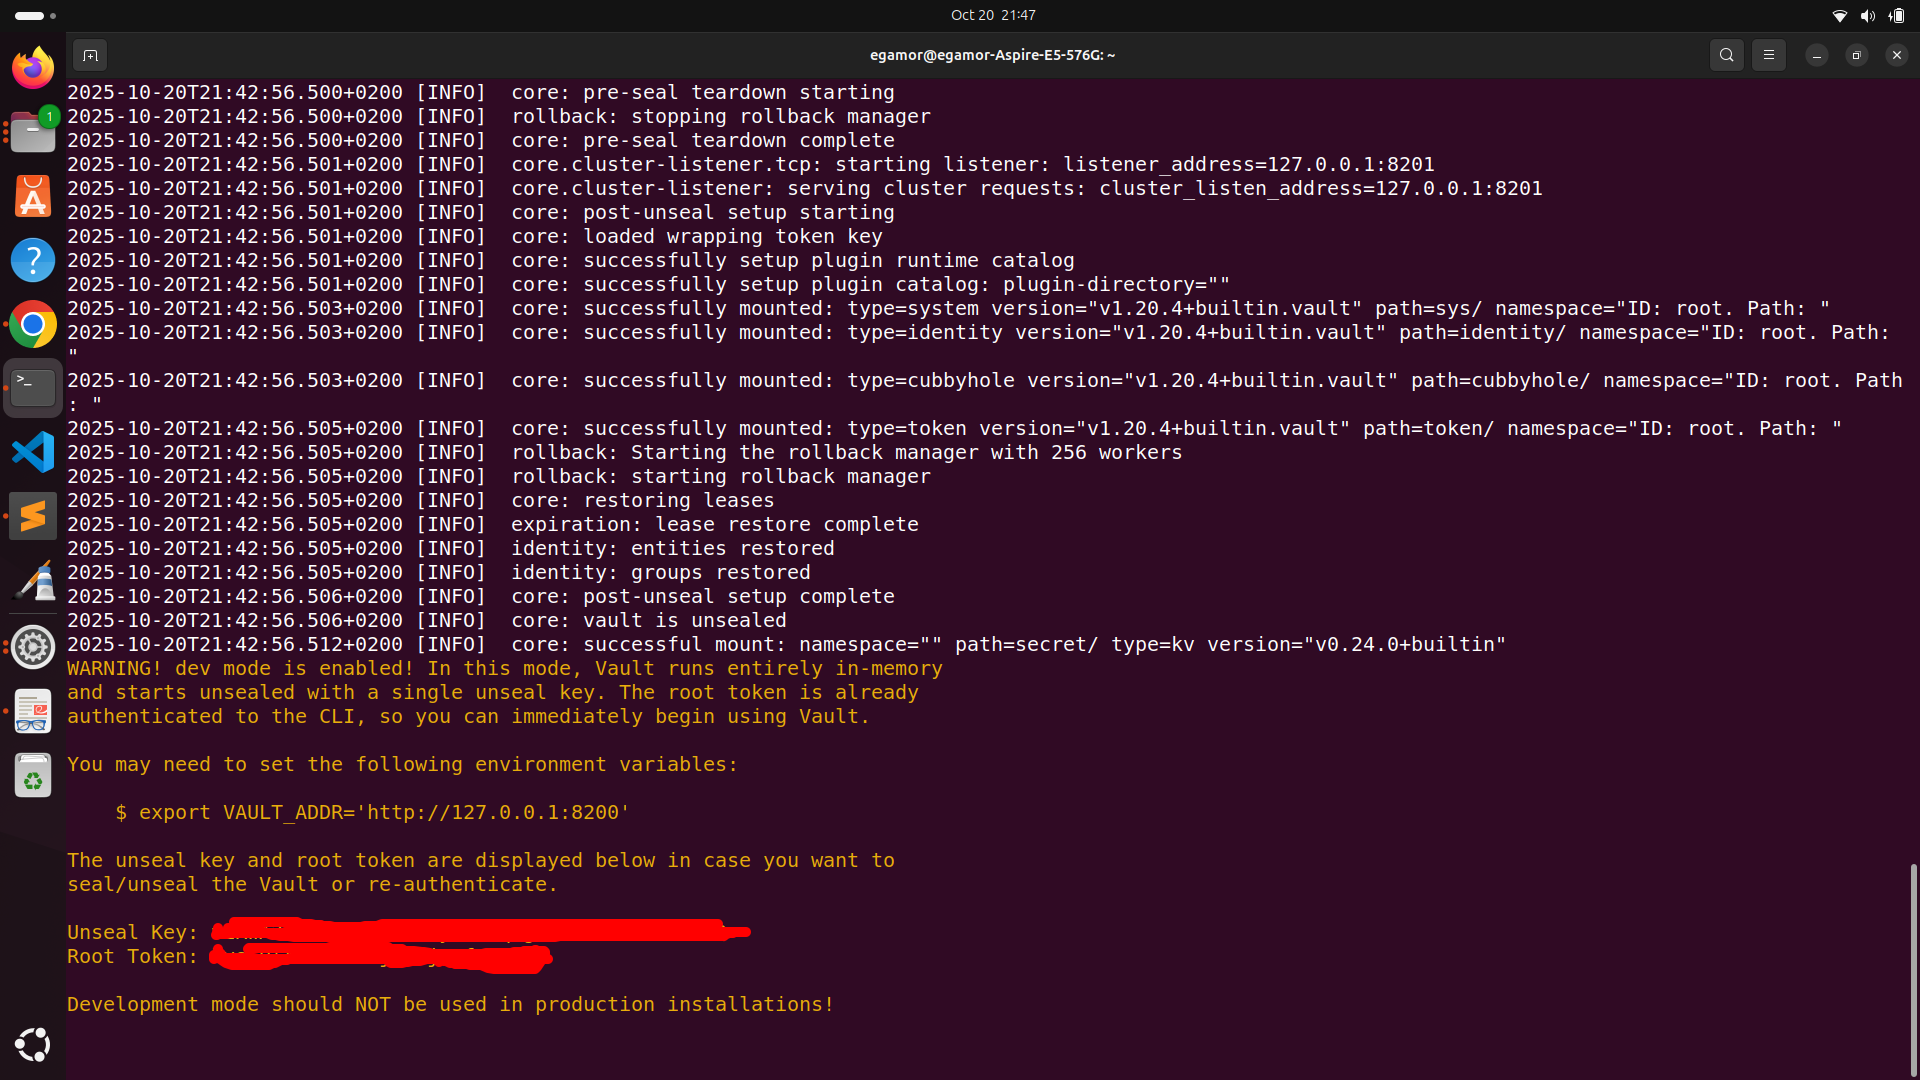 Oct 20 21:47
egamor@egamor-Aspire-E5-576G: ~
1
2025-10-20T21:42:56.500+0200 [INFO]  core: pre-seal teardown starting
2025-10-20T21:42:56.500+0200 [INFO]  rollback: stopping rollback manager
2025-10-20T21:42:56.500+0200 [INFO]  core: pre-seal teardown complete
2025-10-20T21:42:56.501+0200 [INFO]  core.cluster-listener.tcp: starting listener: listener_address=127.0.0.1:8201
2025-10-20T21:42:56.501+0200 [INFO]  core.cluster-listener: serving cluster requests: cluster_listen_address=127.0.0.1:8201
2025-10-20T21:42:56.501+0200 [INFO]  core: post-unseal setup starting
2025-10-20T21:42:56.501+0200 [INFO]  core: loaded wrapping token key
2025-10-20T21:42:56.501+0200 [INFO]  core: successfully setup plugin runtime catalog
2025-10-20T21:42:56.501+0200 [INFO]  core: successfully setup plugin catalog: plugin-directory=""
2025-10-20T21:42:56.503+0200 [INFO]  core: successfully mounted: type=system version="v1.20.4+builtin.vault" path=sys/ namespace="ID: root. Path: "
2025-10-20T21:42:56.503+0200 [INFO]  core: successfully mounted: type=identity version="v1.20.4+builtin.vault" path=identity/ namespace="ID: root. Path:
"
2025-10-20T21:42:56.503+0200 [INFO]  core: successfully mounted: type=cubbyhole version="v1.20.4+builtin.vault" path=cubbyhole/ namespace="ID: root. Path
: "
2025-10-20T21:42:56.505+0200 [INFO]  core: successfully mounted: type=token version="v1.20.4+builtin.vault" path=token/ namespace="ID: root. Path: "
2025-10-20T21:42:56.505+0200 [INFO]  rollback: Starting the rollback manager with 256 workers
2025-10-20T21:42:56.505+0200 [INFO]  rollback: starting rollback manager
2025-10-20T21:42:56.505+0200 [INFO]  core: restoring leases
2025-10-20T21:42:56.505+0200 [INFO]  expiration: lease restore complete
2025-10-20T21:42:56.505+0200 [INFO]  identity: entities restored
2025-10-20T21:42:56.505+0200 [INFO]  identity: groups restored
2025-10-20T21:42:56.506+0200 [INFO]  core: post-unseal setup complete
2025-10-20T21:42:56.506+0200 [INFO]  core: vault is unsealed
2025-10-20T21:42:56.512+0200 [INFO]  core: successful mount: namespace="" path=secret/ type=kv version="v0.24.0+builtin"
WARNING! dev mode is enabled! In this mode, Vault runs entirely in-memory
and starts unsealed with a single unseal key. The root token is already
authenticated to the CLI, so you can immediately begin using Vault.
You may need to set the following environment variables:
$ export VAULT_ADDR='http://127.0.0.1:8200'
The unseal key and root token are displayed below in case you want to
seal/unseal the Vault or re-authenticate.
Unseal Key:
Root Token:
Development mode should NOT be used in production installations!